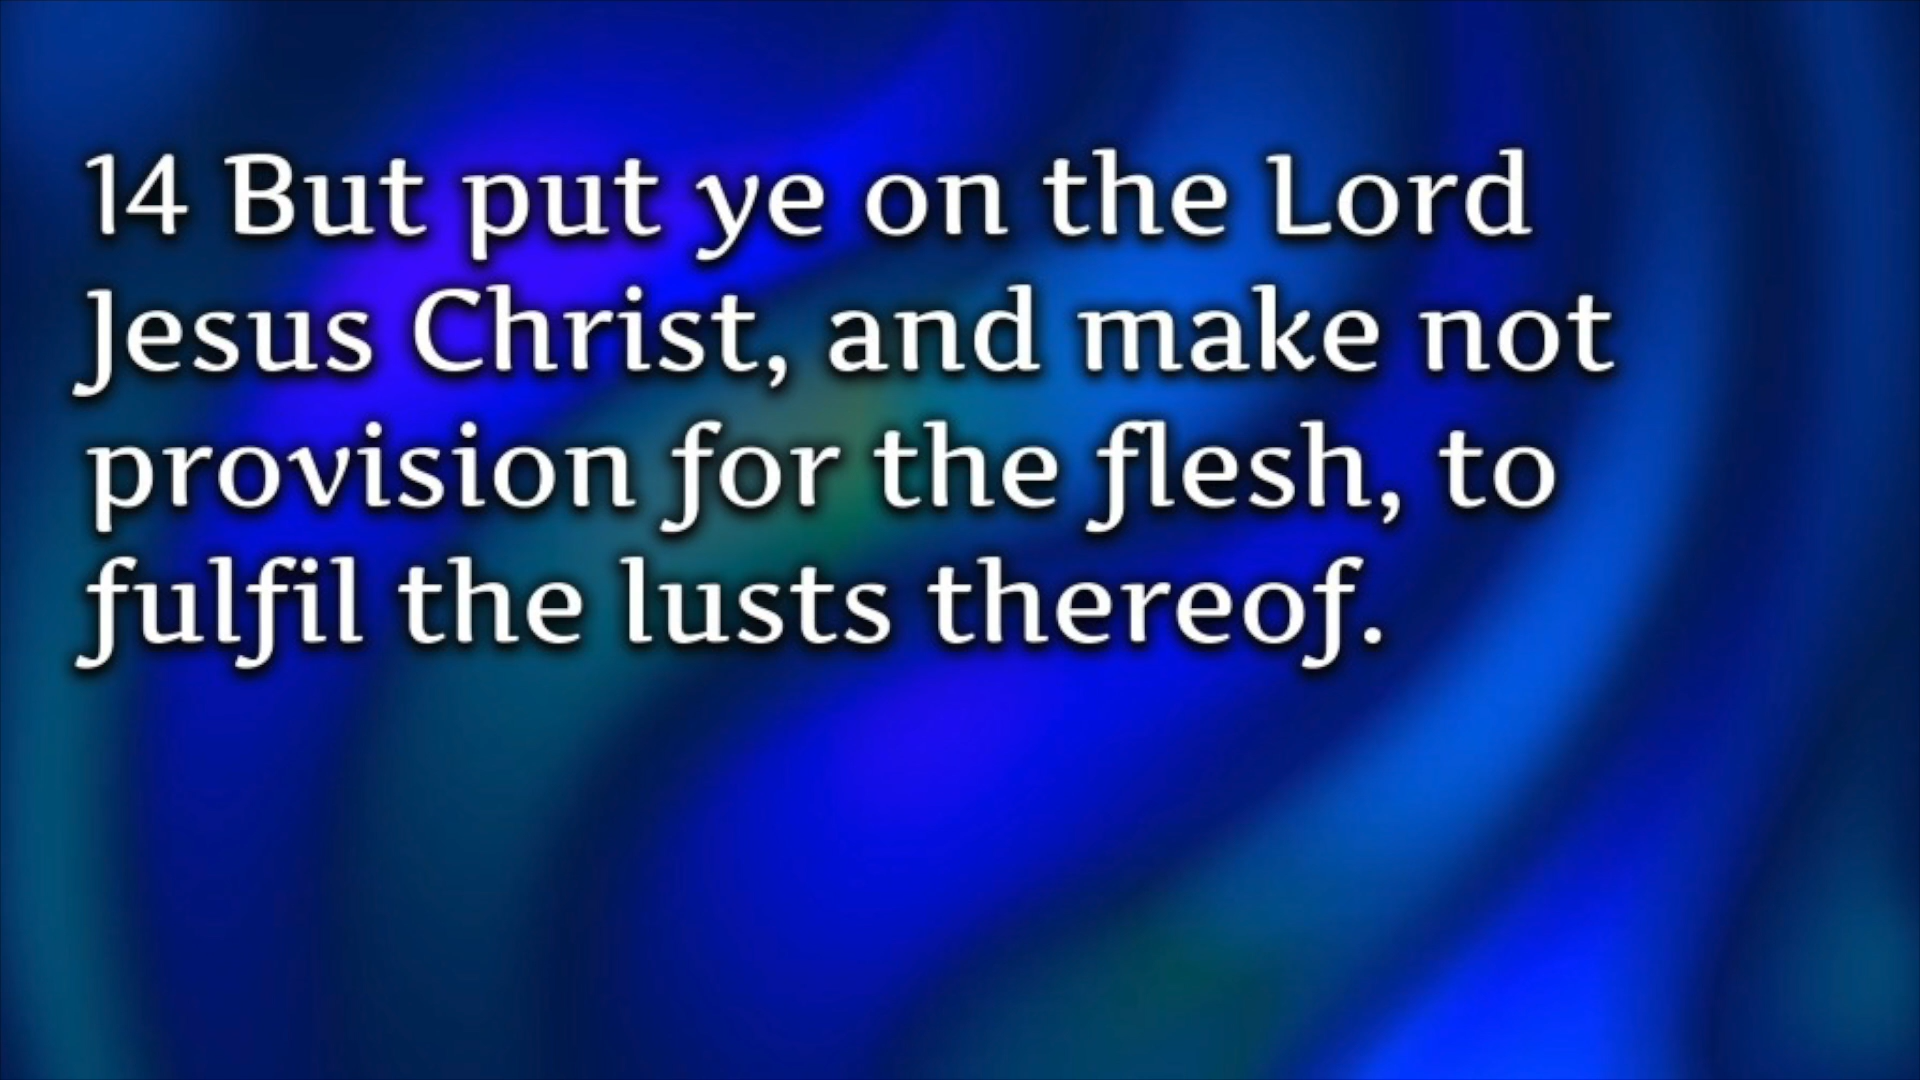 14 But put ye on the Lord
Jesus Christ, and make not
provision for the flesh, to
fulfil the lusts thereof.